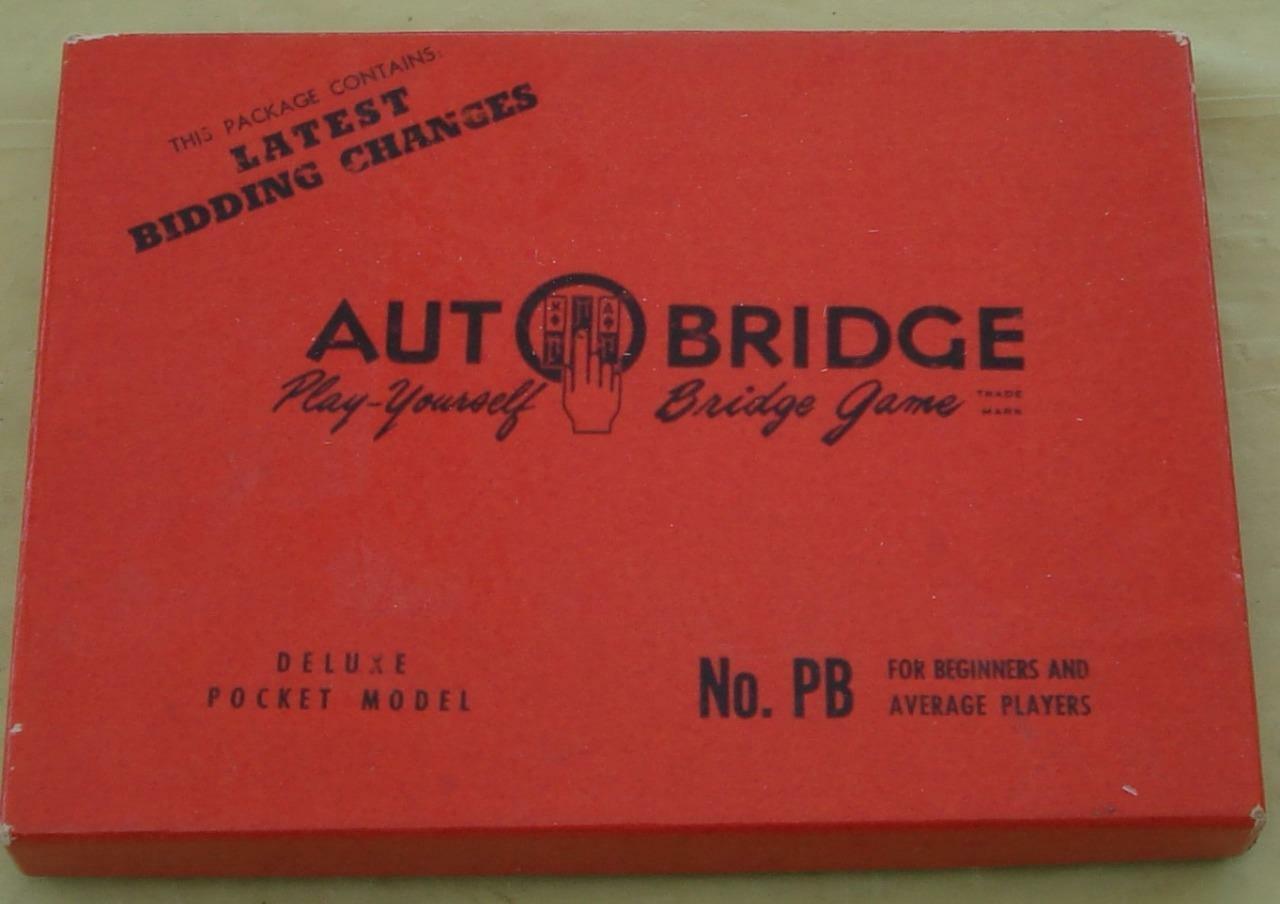 THIS PACKAGE CONTAINS:
LATEST
BIDDING CHANGES
AUTOBRIDGE
Play-Yourself Bridge Game TRADE MARK
DELUXE
POCKET MODEL
No. PB
FOR BEGINNERS AND
AVERAGE PLAYERS